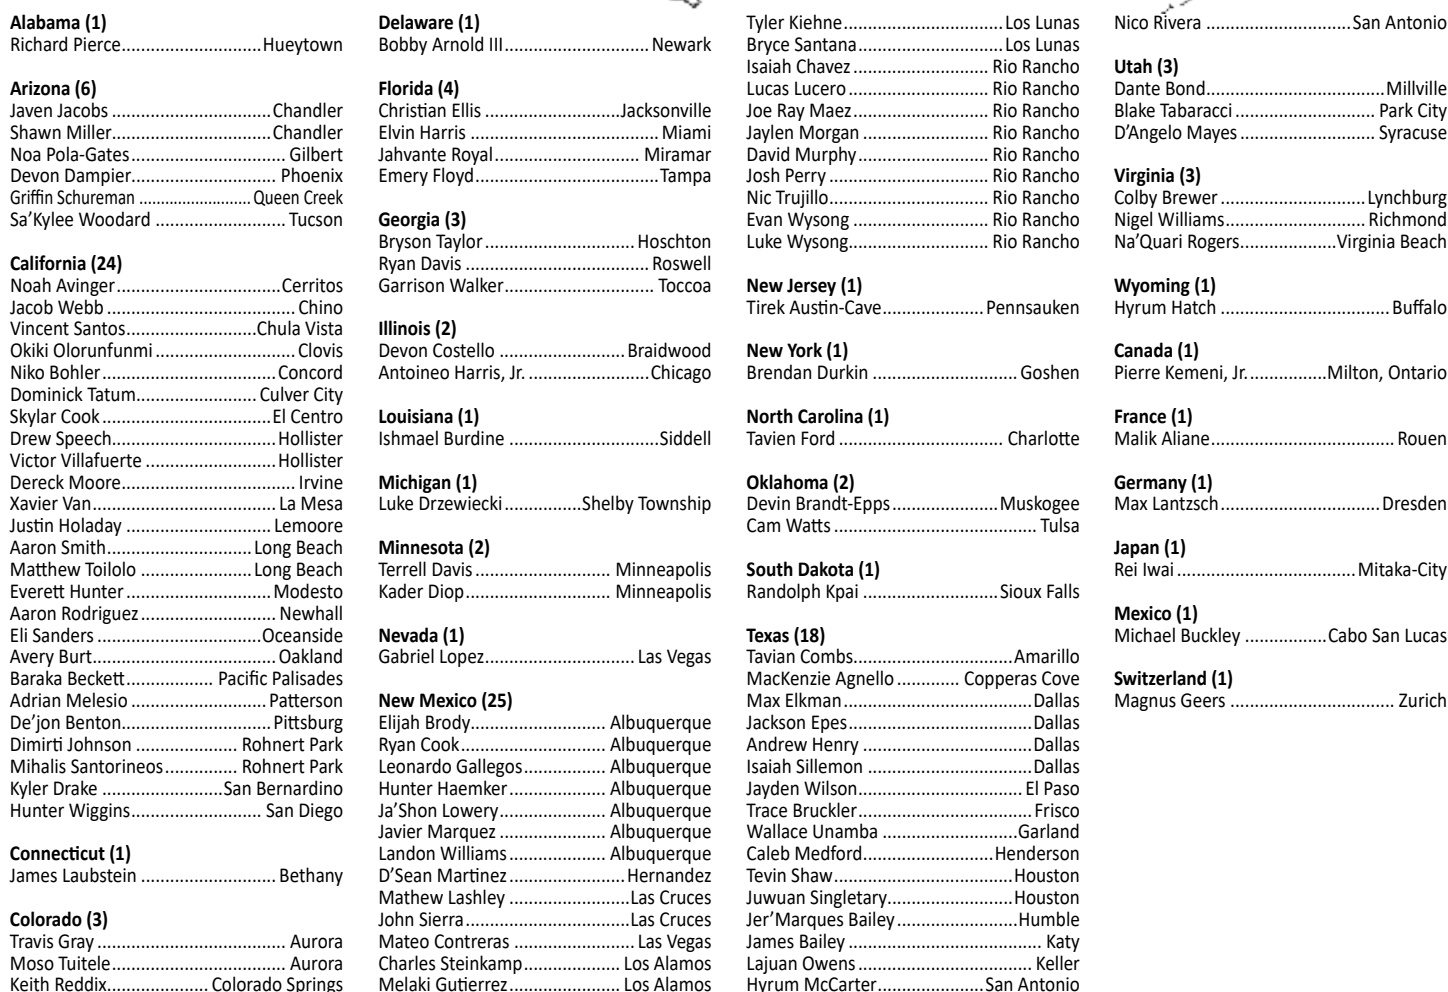 Alabama (1)
Richard Pierce............................Hueytown
Arizona (6)
Javen Jacobs ................................Chandler
Shawn Miller................................Chandler
Noa Pola-Gates............................... Gilbert
Devon Dampier............................. Phoenix
Griffin Schureman ..........................Queen Creek
Sa'Kylee Woodard .......................... Tucson
California (24)
Noah Avinger.................................Cerritos
Jacob Webb ...................................... Chino
Vincent Santos..........................Chula Vista
Okiki Olorunfunmi ............................ Clovis
Niko Bohler..................................Concord
Dominick Tatum........................ Culver City
Skylar Cook ..................................El Centro
Drew Speech.................................Hollister
Victor Villafuerte ..........................Hollister
Dereck Moore................................... Irvine
Xavier Van..................................... La Mesa
Justin Holaday ............................. Lemoore
Aaron Smith............................. Long Beach
Matthew Toilolo ...................... Long Beach
Everett Hunter ..............................Modesto
Aaron Rodriguez............................ Newhall
Eli Sanders .................................Oceanside
Avery Burt..................................... Oakland
Baraka Beckett................. Pacific Palisades
Adrian Melesio ............................Patterson
De'jon Benton..............................Pittsburg
Dimirti Johnson ..................... Rohnert Park
Mihalis Santorineos............... Rohnert Park
Kyler Drake ........................San Bernardino
Hunter Wiggins.......................... San Diego
Connecticut (1)
James Laubstein ........................... Bethany
Colorado (3)
Travis Gray ...................................... Aurora
Moso Tuitele................................... Aurora
Keith Reddix.................... Colorado Springs
Delaware (1)
Bobby Arnold III............................. Newark
Florida (4)
Christian Ellis ............................Jacksonville
Elvin Harris ...................................... Miami
Jahvante Royal............................. Miramar
Emery Floyd.....................................Tampa
Georgia (3)
Bryson Taylor.............................. Hoschton
Ryan Davis ..................................... Roswell
Garrison Walker.............................. Toccoa
Illinois (2)
Devon Costello .........................Braidwood
Antoineo Harris, Jr. ........................Chicago
Louisiana (1)
Ishmael Burdine ..............................Siddell
Michigan (1)
Luke Drzewiecki...............Shelby Township
Minnesota (2)
Terrell Davis........................... Minneapolis
Kader Diop............................. Minneapolis
Nevada (1)
Gabriel Lopez.............................. Las Vegas
New Mexico (25)
Elijah Brody........................... Albuquerque
Ryan Cook............................. Albuquerque
Leonardo Gallegos................ Albuquerque
Hunter Haemker................... Albuquerque
Ja'Shon Lowery..................... Albuquerque
Javier Marquez ..................... Albuquerque
Landon Williams................... Albuquerque
D'Sean Martinez ........................Hernandez
Mathew Lashley ........................Las Cruces
John Sierra.................................Las Cruces
Mateo Contreras ........................ Las Vegas
Charles Steinkamp................... Los Alamos
Melaki Gutierrez...................... Los Alamos
Tyler Kiehne................................Los Lunas
Bryce Santana.............................Los Lunas
Isaiah Chavez........................... Rio Rancho
Lucas Lucero ............................ Rio Rancho
Joe Ray Maez........................... Rio Rancho
Jaylen Morgan ......................... Rio Rancho
David Murphy.......................... Rio Rancho
Josh Perry ................................ Rio Rancho
Nic Trujillo................................ Rio Rancho
Evan Wysong ........................... Rio Rancho
Luke Wysong............................ Rio Rancho
New Jersey (1)
Tirek Austin-Cave.................... Pennsauken
New York (1)
Brendan Durkin ............................. Goshen
North Carolina (1)
Tavien Ford ................................. Charlotte
Oklahoma (2)
Devin Brandt-Epps......................Muskogee
Cam Watts ......................................... Tulsa
South Dakota (1)
Randolph Kpai ...........................Sioux Falls
Texas (18)
Tavian Combs................................Amarillo
MacKenzie Agnello ............ Copperas Cove
Max Elkman......................................Dallas
Jackson Epes.....................................Dallas
Andrew Henry ..................................Dallas
Isaiah Sillemon .................................Dallas
Jayden Wilson.................................. El Paso
Trace Bruckler...................................Frisco
Wallace Unamba ...........................Garland
Caleb Medford..........................Henderson
Tevin Shaw....................................Houston
Juwuan Singletary.........................Houston
Jer'Marques Bailey........................Humble
James Bailey ....................................... Katy
Lajuan Owens................................... Keller
Hyrum McCarter.....................San Antonio
Nico Rivera .............................San Antonio
Utah (3)
Dante Bond....................................Millville
Blake Tabaracci ............................ Park City
D'Angelo Mayes ........................... Syracuse
Virginia (3)
Colby Brewer .............................Lynchburg
Nigel Williams............................ Richmond
Na'Quari Rogers...................Virginia Beach
Wyoming (1)
Hyrum Hatch .................................. Buffalo
Canada (1)
Pierre Kemeni, Jr................Milton, Ontario
France (1)
Malik Aliane..................................... Rouen
Germany (1)
Max Lantzsch.................................Dresden
Japan (1)
Rei Iwai....................................Mitaka-City
Mexico (1)
Michael Buckley ................Cabo San Lucas
Switzerland (1)
Magnus Geers ................................. Zurich